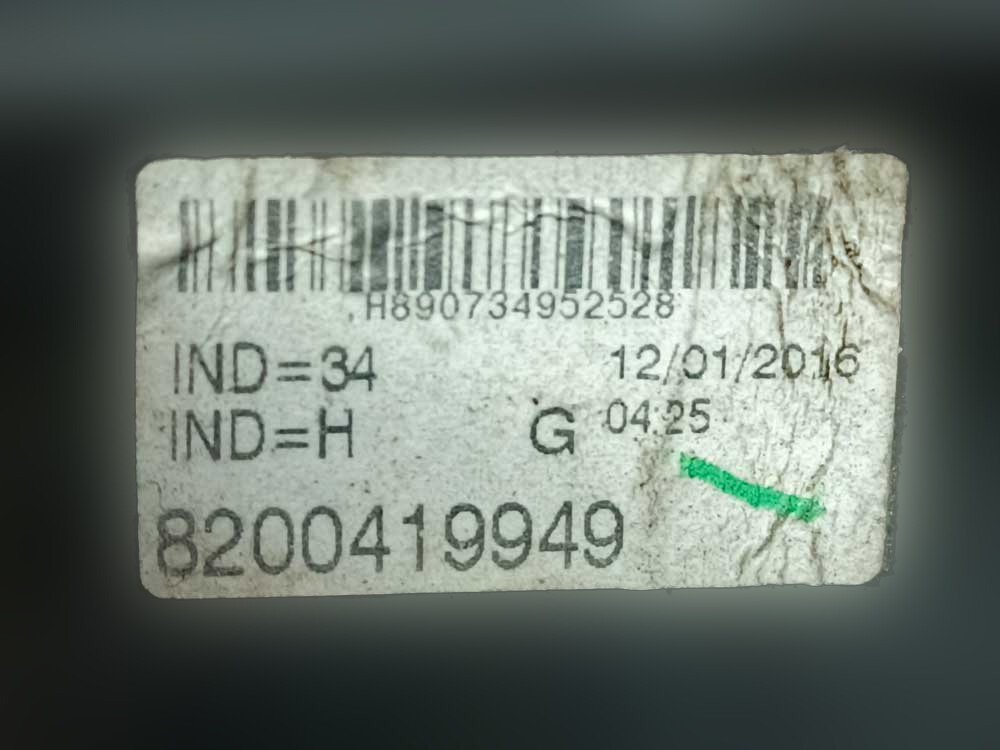 H890734952528
IND=34 12/01/2016
IND=H G 04:25
8200419949